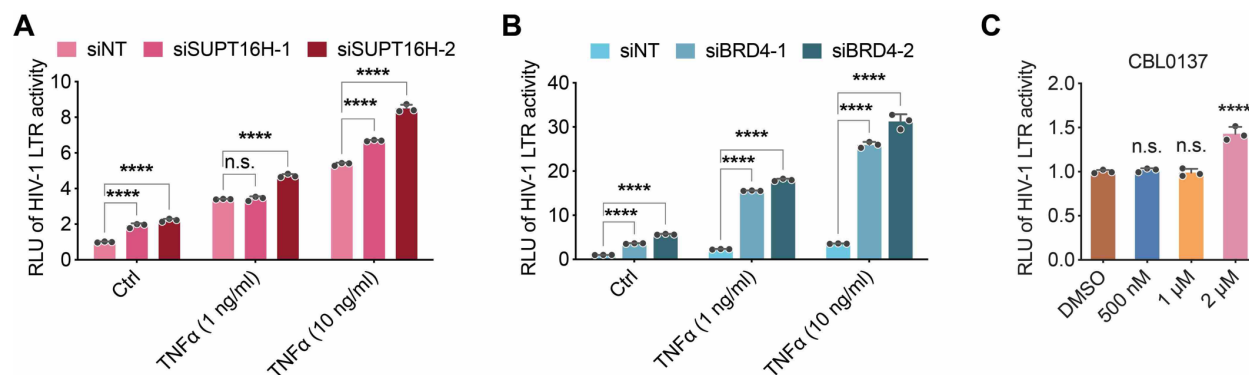 A
siNT siSUPT16H-1 siSUPT16H-2
RLU of HIV-1 LTR activity
10
8
6
4
2
0
****
****
n.s.
****
****
****
Ctrl
TNFα (1 ng/ml)
TNFα (10 ng/ml)
B
siNT siBRD4-1 siBRD4-2
RLU of HIV-1 LTR activity
40
30
20
10
0
****
****
****
****
****
****
Ctrl
TNFα (1 ng/ml)
TNFα (10 ng/ml)
C
CBL0137
RLU of HIV-1 LTR activity
2.0
1.5
1.0
0.5
0.0
n.s.
n.s.
****
DMSO
500 nM
1 µM
2 µM